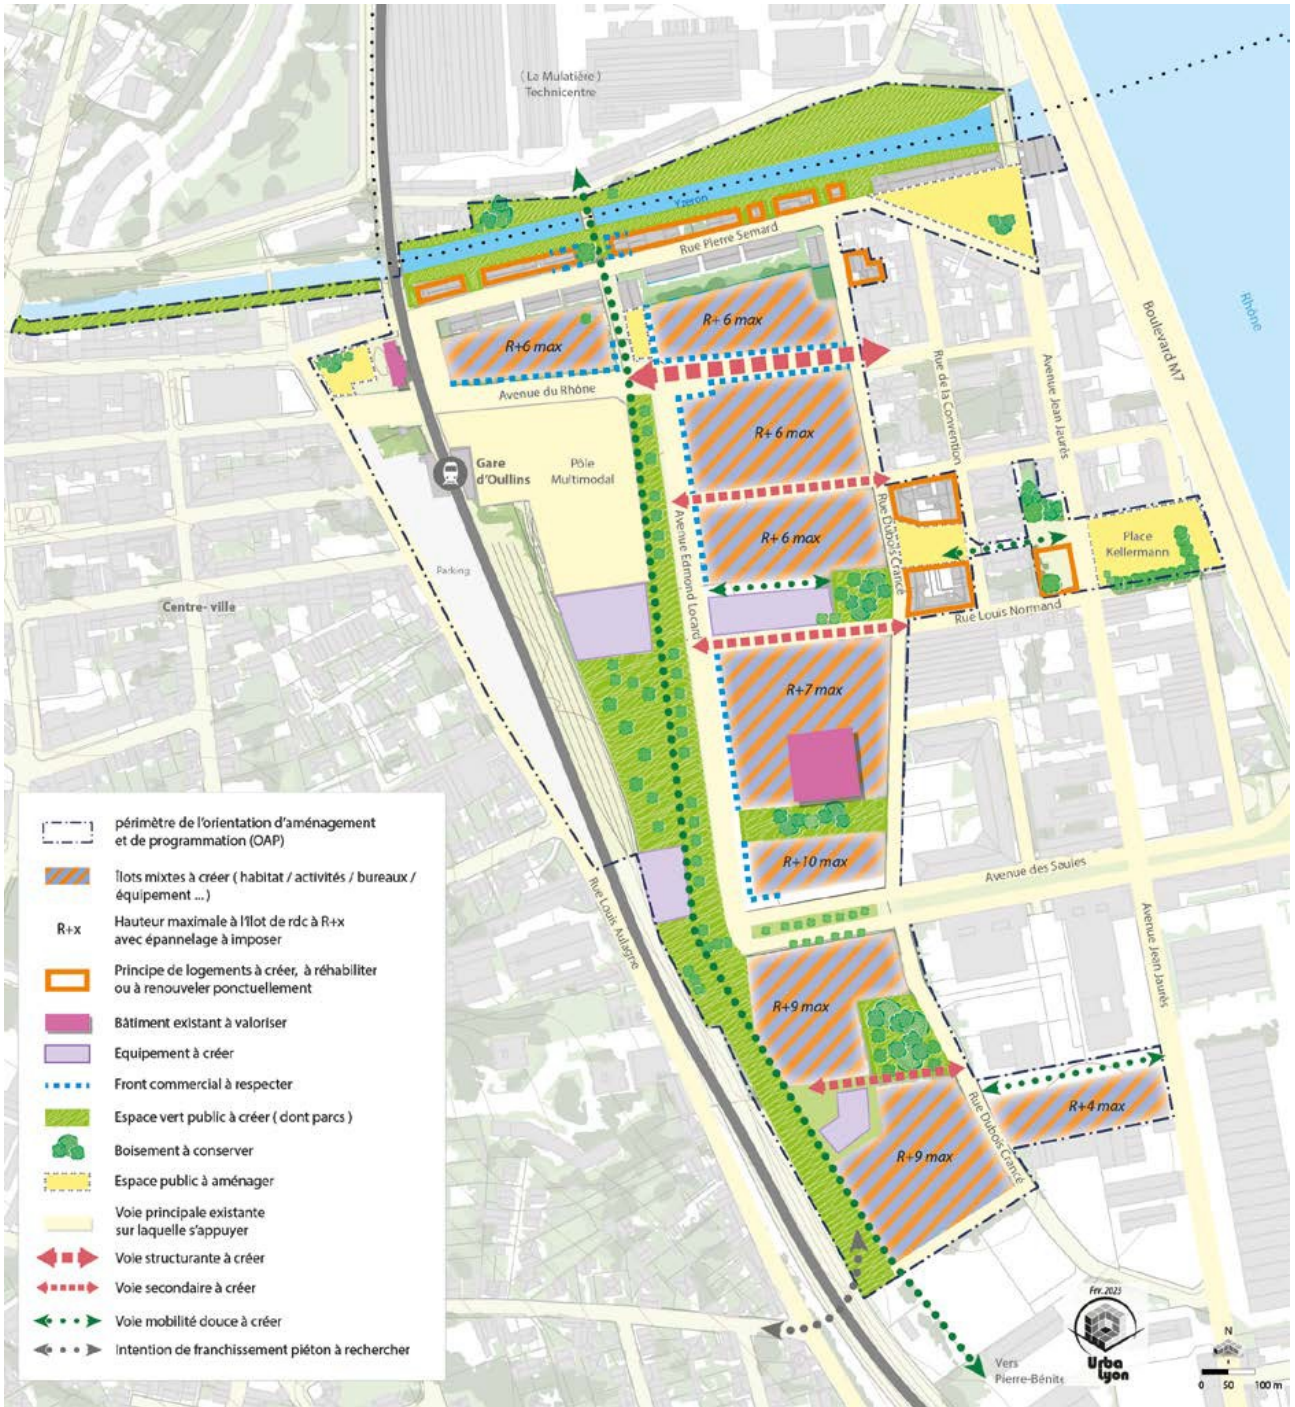 ( La Mulatière )
Technicentre
Yzeron
Rue Pierre Semard
Rhône
Boulevard M7
R+6 max
R+ 6 max
Avenue du Rhône
Rue de la Convention
Avenue Jean Jaurès
R+ 6 max
Gare
d'Oullins
Pôle
Multimodal
Parking
Centre- ville
Avenue Edmond Locard
R+ 6 max
Rue Dubois Crancé
Place
Kellermann
Rue Louis Normand
R+7 max
R+10 max
Avenue des Saules
Rue Louis Aulagne
Avenue Jean Jaurès
R+9 max
R+4 max
Rue Dubois Crancé
R+9 max
Vers
Pierre-Bénite
périmètre de l'orientation d'aménagement
et de programmation (OAP)
Îlots mixtes à créer ( habitat / activités / bureaux /
équipement ... )
R+x
Hauteur maximale à l'îlot de rdc à R+x
avec épannelage à imposer
Principe de logements à créer, à réhabiliter
ou à renouveler ponctuellement
Bâtiment existant à valoriser
Equipement à créer
Front commercial à respecter
Espace vert public à créer ( dont parcs )
Boisement à conserver
Espace public à aménager
Voie principale existante
sur laquelle s'appuyer
Voie structurante à créer
Voie secondaire à créer
Voie mobilité douce à créer
Intention de franchissement piéton à rechercher
Fév.2023
Urba
Lyon
N
0 50 100 m